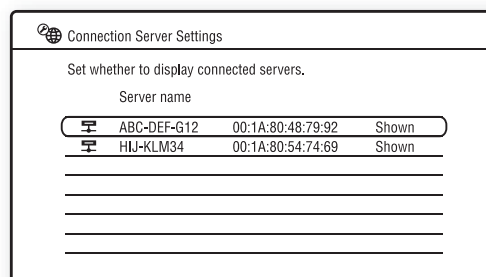 Connection Server Settings
Set whether to display connected servers.
Server name
ABC-DEF-G12 00:1A:80:48:79:92 Shown
HIJ-KLM34 00:1A:80:54:74:69 Shown